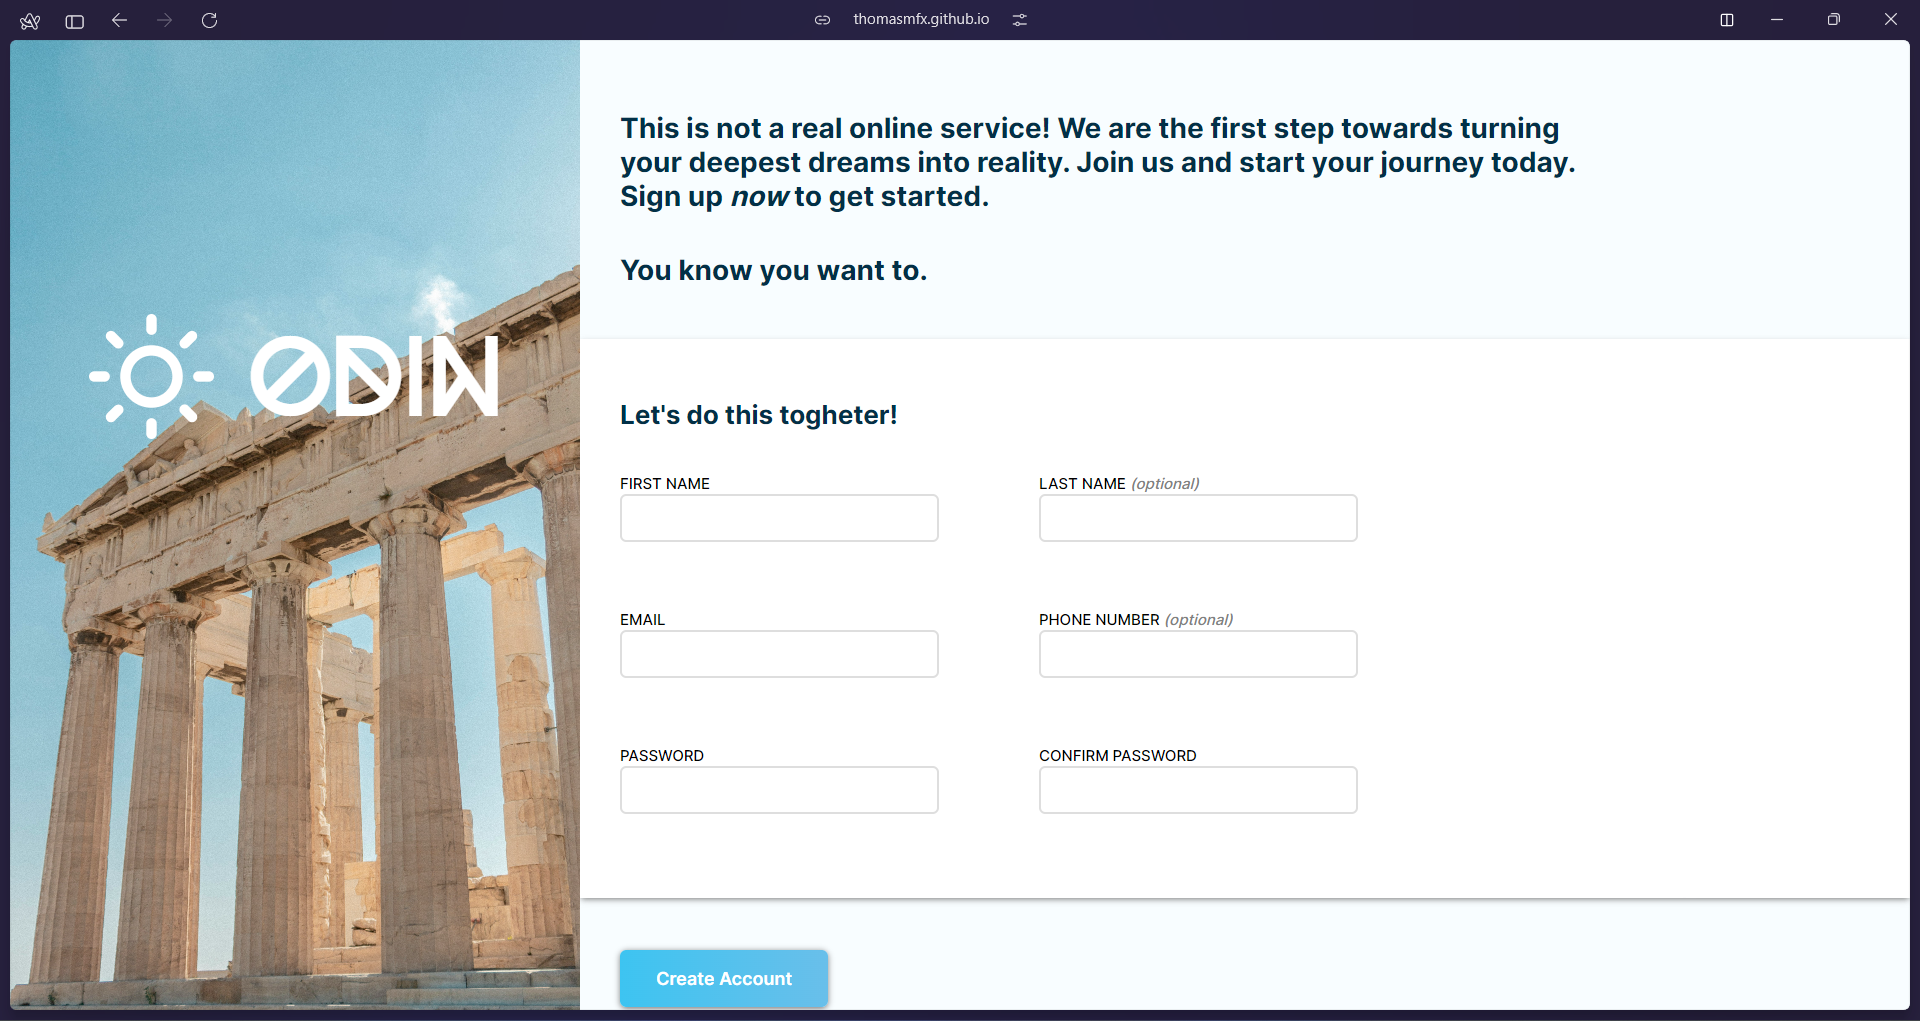 thomasmfx.github.io
ODIN
This is not a real online service! We are the first step towards turning
your deepest dreams into reality. Join us and start your journey today.
Sign up now to get started.
You know you want to.
Let's do this togheter!
FIRST NAME
LAST NAME (optional)
EMAIL
PHONE NUMBER (optional)
PASSWORD
CONFIRM PASSWORD
Create Account